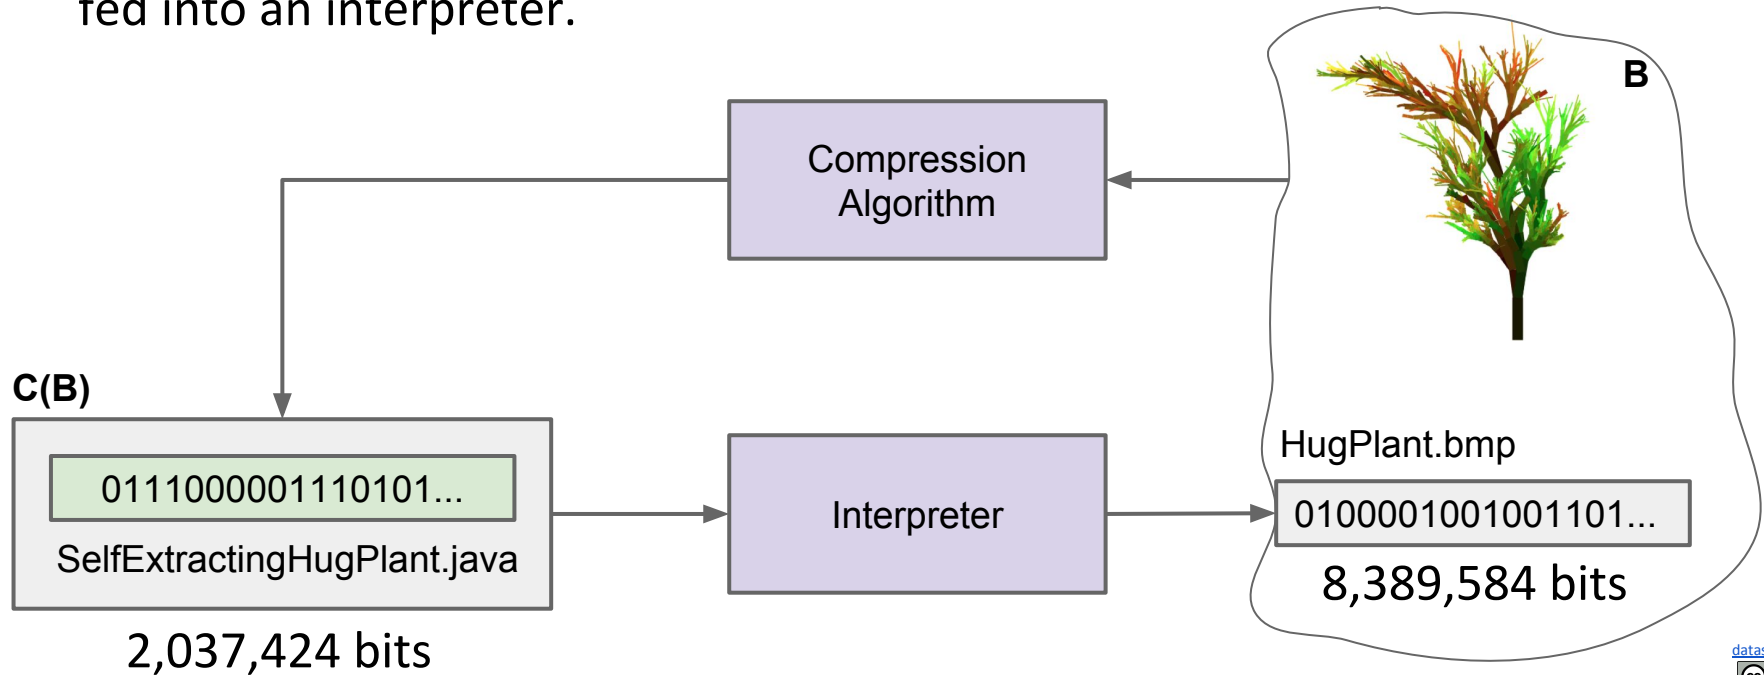 fed into an interpreter.
B
Compression
Algorithm
C(B)
0111000001110101...
SelfExtractingHugPlant.java
2,037,424 bits
Interpreter
HugPlant.bmp
0100001001001101...
8,389,584 bits